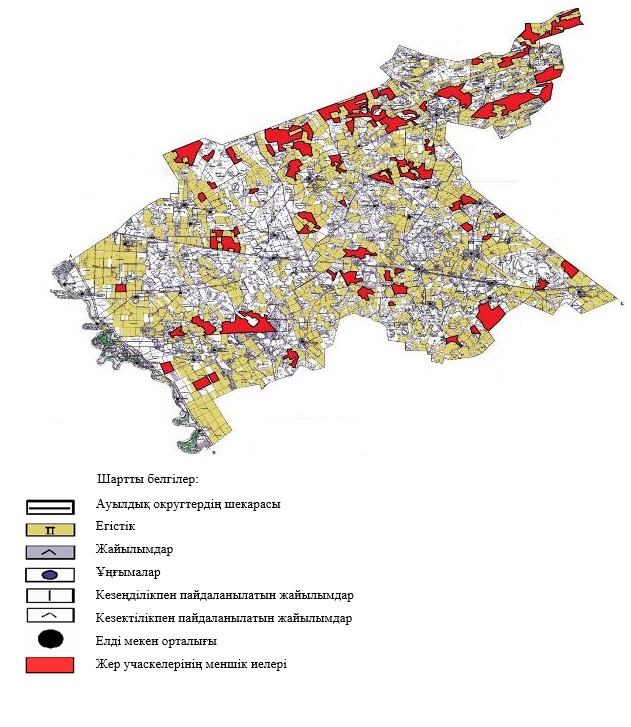 Шартты белгілер:
Ауылдық округтердің шекарасы
Егістік
Жайылымдар
Ұңғымалар
Кезеңділікпен пайдаланылатын жайылымдар
Кезектілікпен пайдаланылатын жайылымдар
Елді мекен орталығы
Жер учаскелерінің меншік иелері